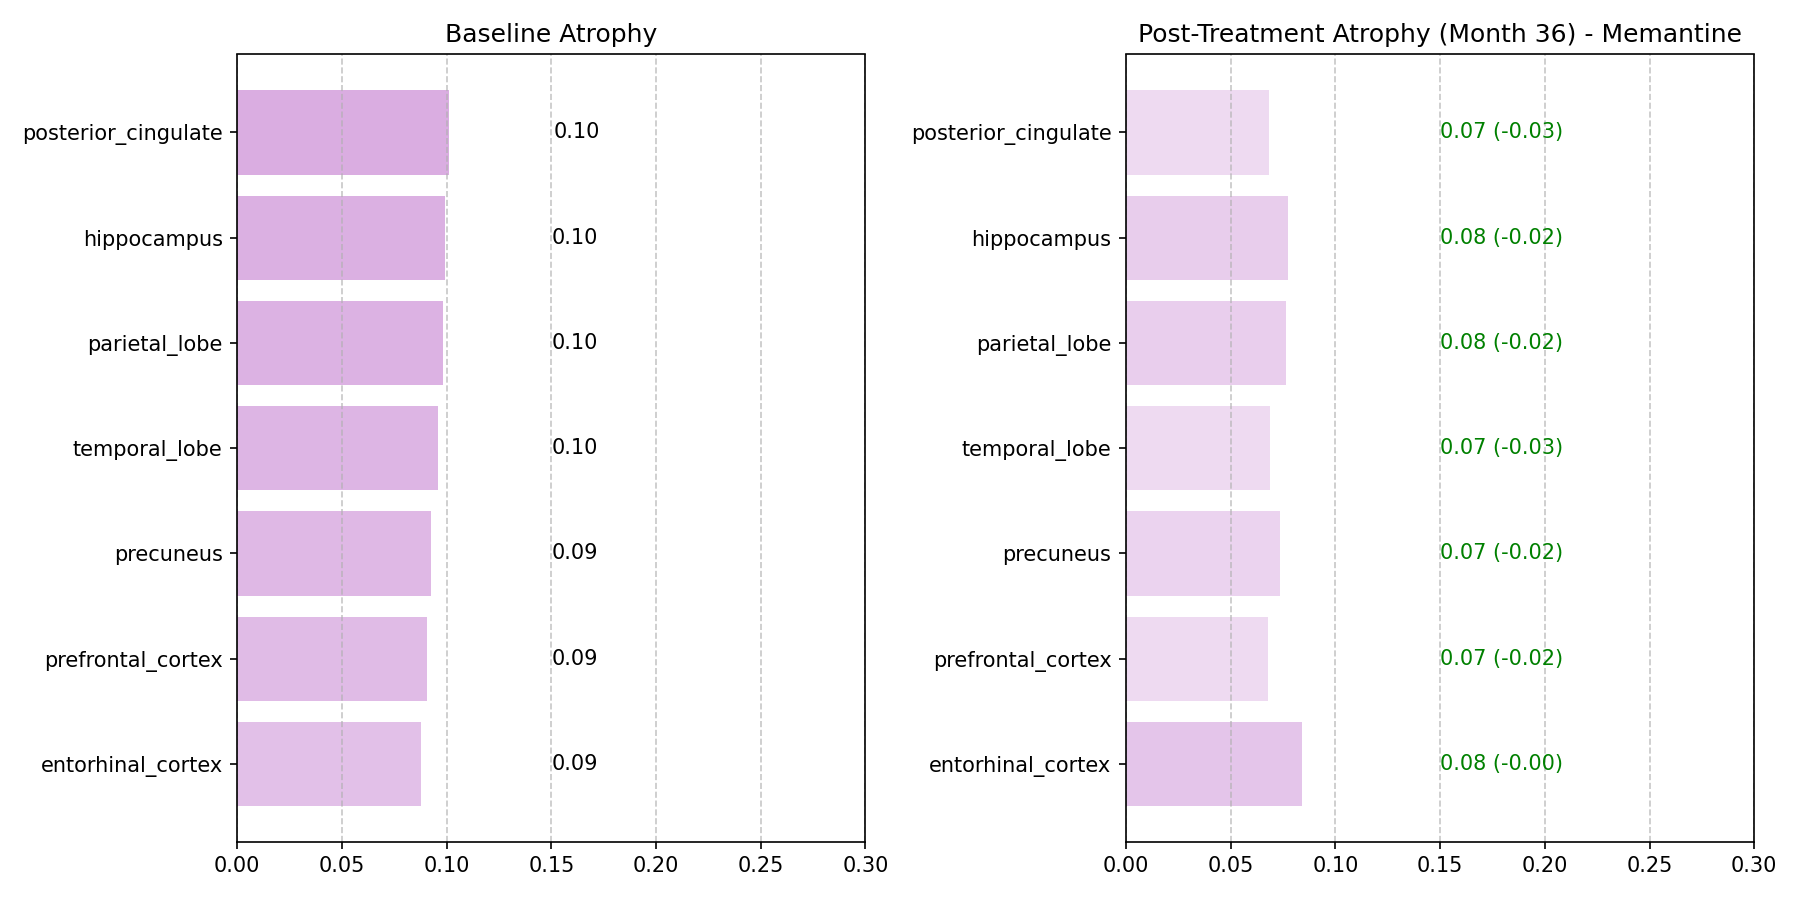 Baseline Atrophy
posterior_cingulate 0.10
hippocampus 0.10
parietal_lobe 0.10
temporal_lobe 0.10
precuneus 0.09
prefrontal_cortex 0.09
entorhinal_cortex 0.09
0.00 0.05 0.10 0.15 0.20 0.25 0.30
Post-Treatment Atrophy (Month 36) - Memantine
posterior_cingulate 0.07 (-0.03)
hippocampus 0.08 (-0.02)
parietal_lobe 0.08 (-0.02)
temporal_lobe 0.07 (-0.03)
precuneus 0.07 (-0.02)
prefrontal_cortex 0.07 (-0.02)
entorhinal_cortex 0.08 (-0.00)
0.00 0.05 0.10 0.15 0.20 0.25 0.30